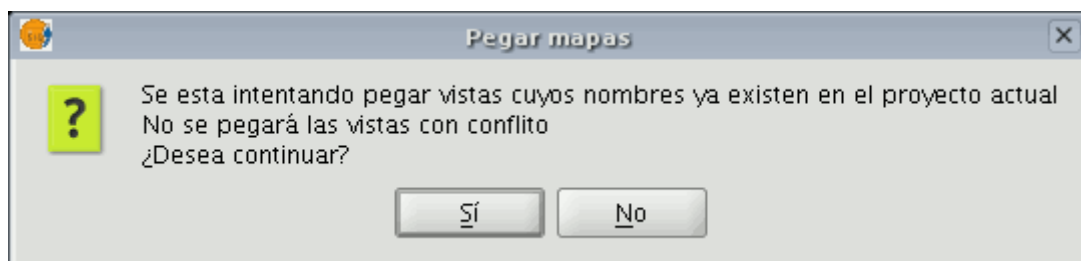 Pegar mapas
Se esta intentando pegar vistas cuyos nombres ya existen en el proyecto actual
No se pegará las vistas con conflito
¿Desea continuar?
Sí No